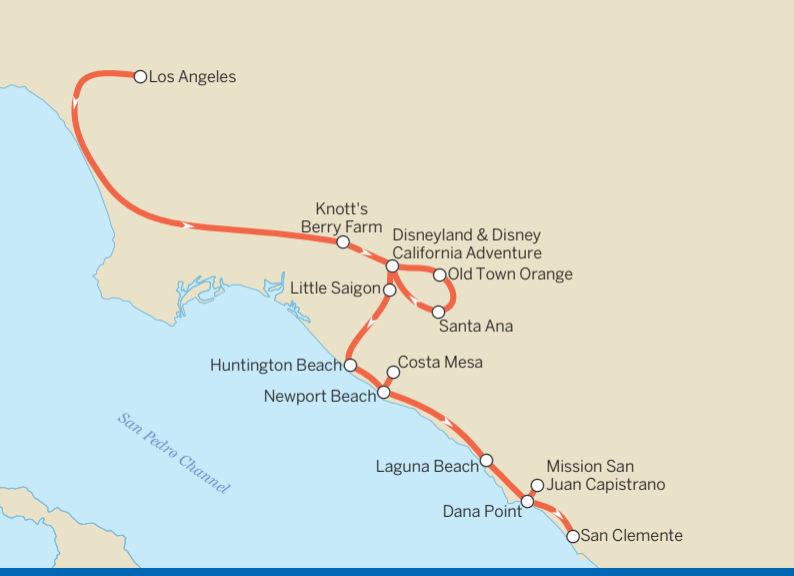 Los Angeles
Knott's
Berry Farm
Disneyland & Disney
California Adventure
Old Town Orange
Little Saigon
Santa Ana
Huntington Beach
Costa Mesa
Newport Beach
San Pedro Channel
Laguna Beach
Mission San
Juan Capistrano
Dana Point
San Clemente